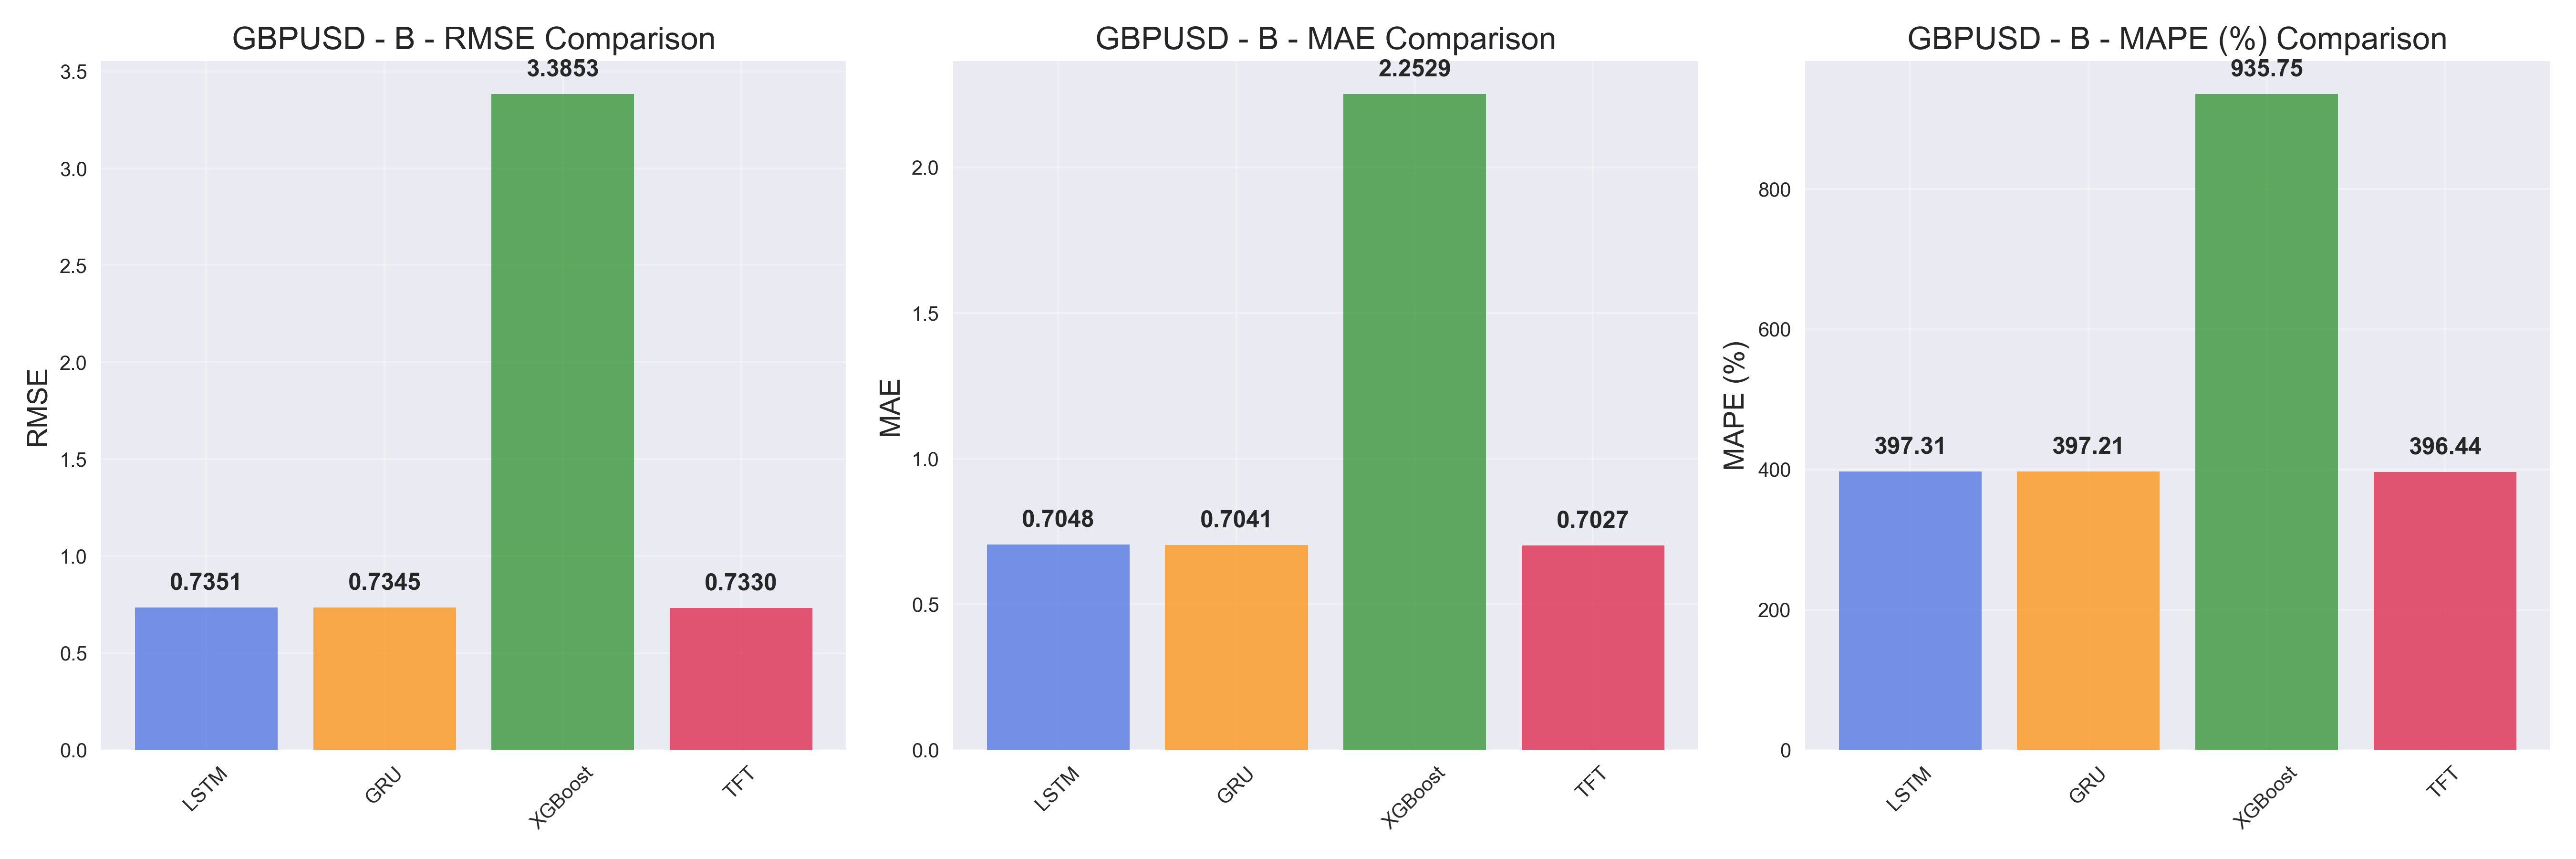 GBPUSD - B - RMSE Comparison
3.3853
3.5
3.0
2.5
2.0
1.5
1.0
0.5
0.0
RMSE
0.7351
0.7345
0.7330
LSTM
GRU
XGBoost
TFT
GBPUSD - B - MAE Comparison
2.2529
2.0
1.5
1.0
0.5
0.0
MAE
0.7048
0.7041
0.7027
LSTM
GRU
XGBoost
TFT
GBPUSD - B - MAPE (%) Comparison
935.75
800
600
400
200
0
MAPE (%)
397.31
397.21
396.44
LSTM
GRU
XGBoost
TFT